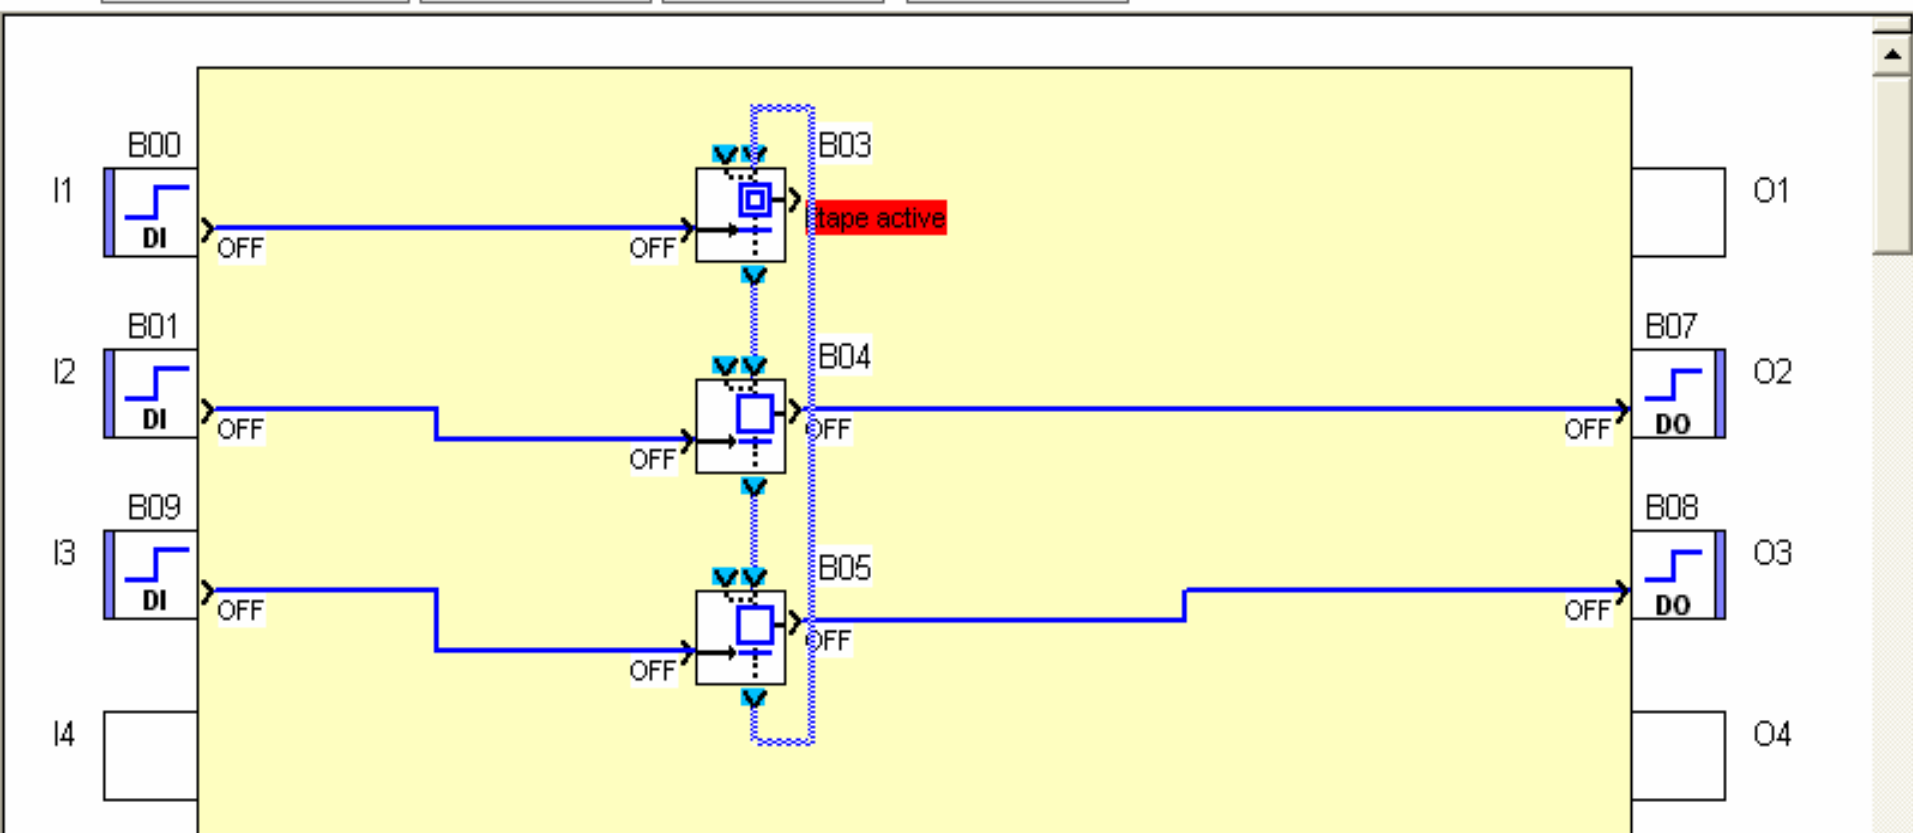 B00
B03
I1
O1
DI
OFF
OFF
tape active
B01
B04
B07
I2
O2
DI
OFF
OFF
OFF
OFF
DO
B09
B05
B08
I3
O3
DI
OFF
OFF
OFF
OFF
DO
I4
O4